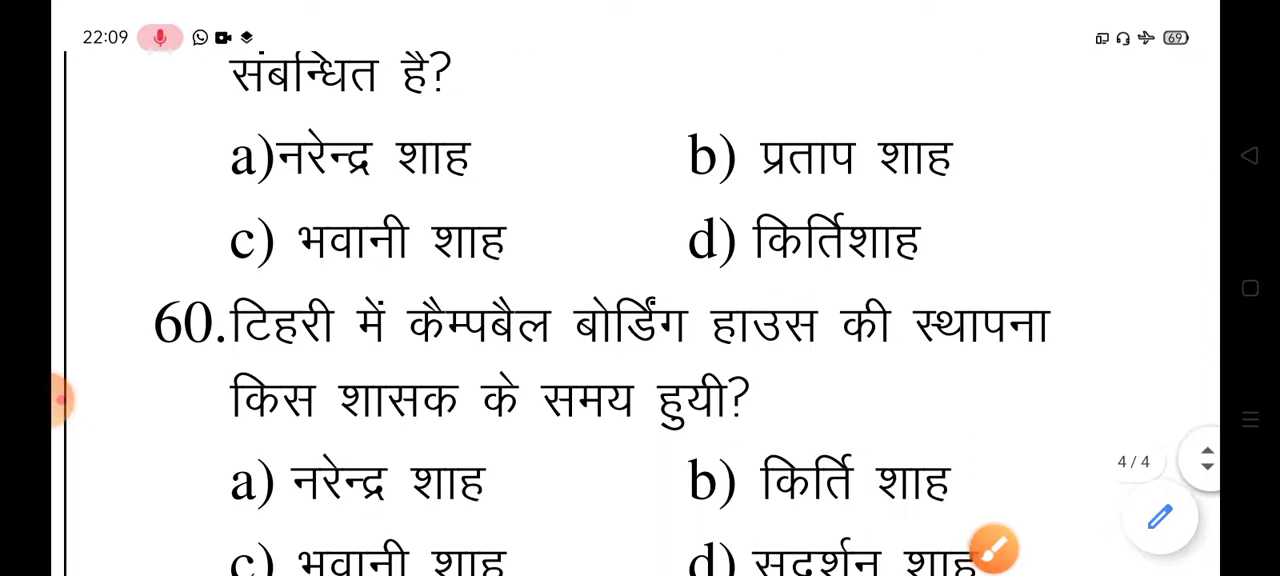 22:09
69
संबन्धित है?
a)नरेन्द्र शाह b) प्रताप शाह
c) भवानी शाह d) किर्तिशाह
60.टिहरी में कैम्पबैल बोर्डिंग हाउस की स्थापना
किस शासक के समय हुयी?
4 / 4
a) नरेन्द्र शाह b) किर्ति शाह
c) भवानी शाह d) सुदर्शन शाह